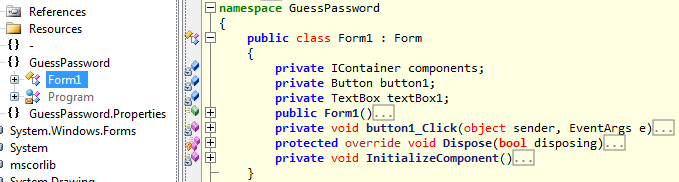 References
Resources
{} -
{} GuessPassword
Form1
Program
{} GuessPassword.Properties
System.Windows.Forms
System
mscorlib
System.Drawing
namespace GuessPassword
{
public class Form1 : Form
{
private IContainer components;
private Button button1;
private TextBox textBox1;
public Form1()...
private void button1_Click(object sender, EventArgs e)...
protected override void Dispose(bool disposing)...
private void InitializeComponent()...
}